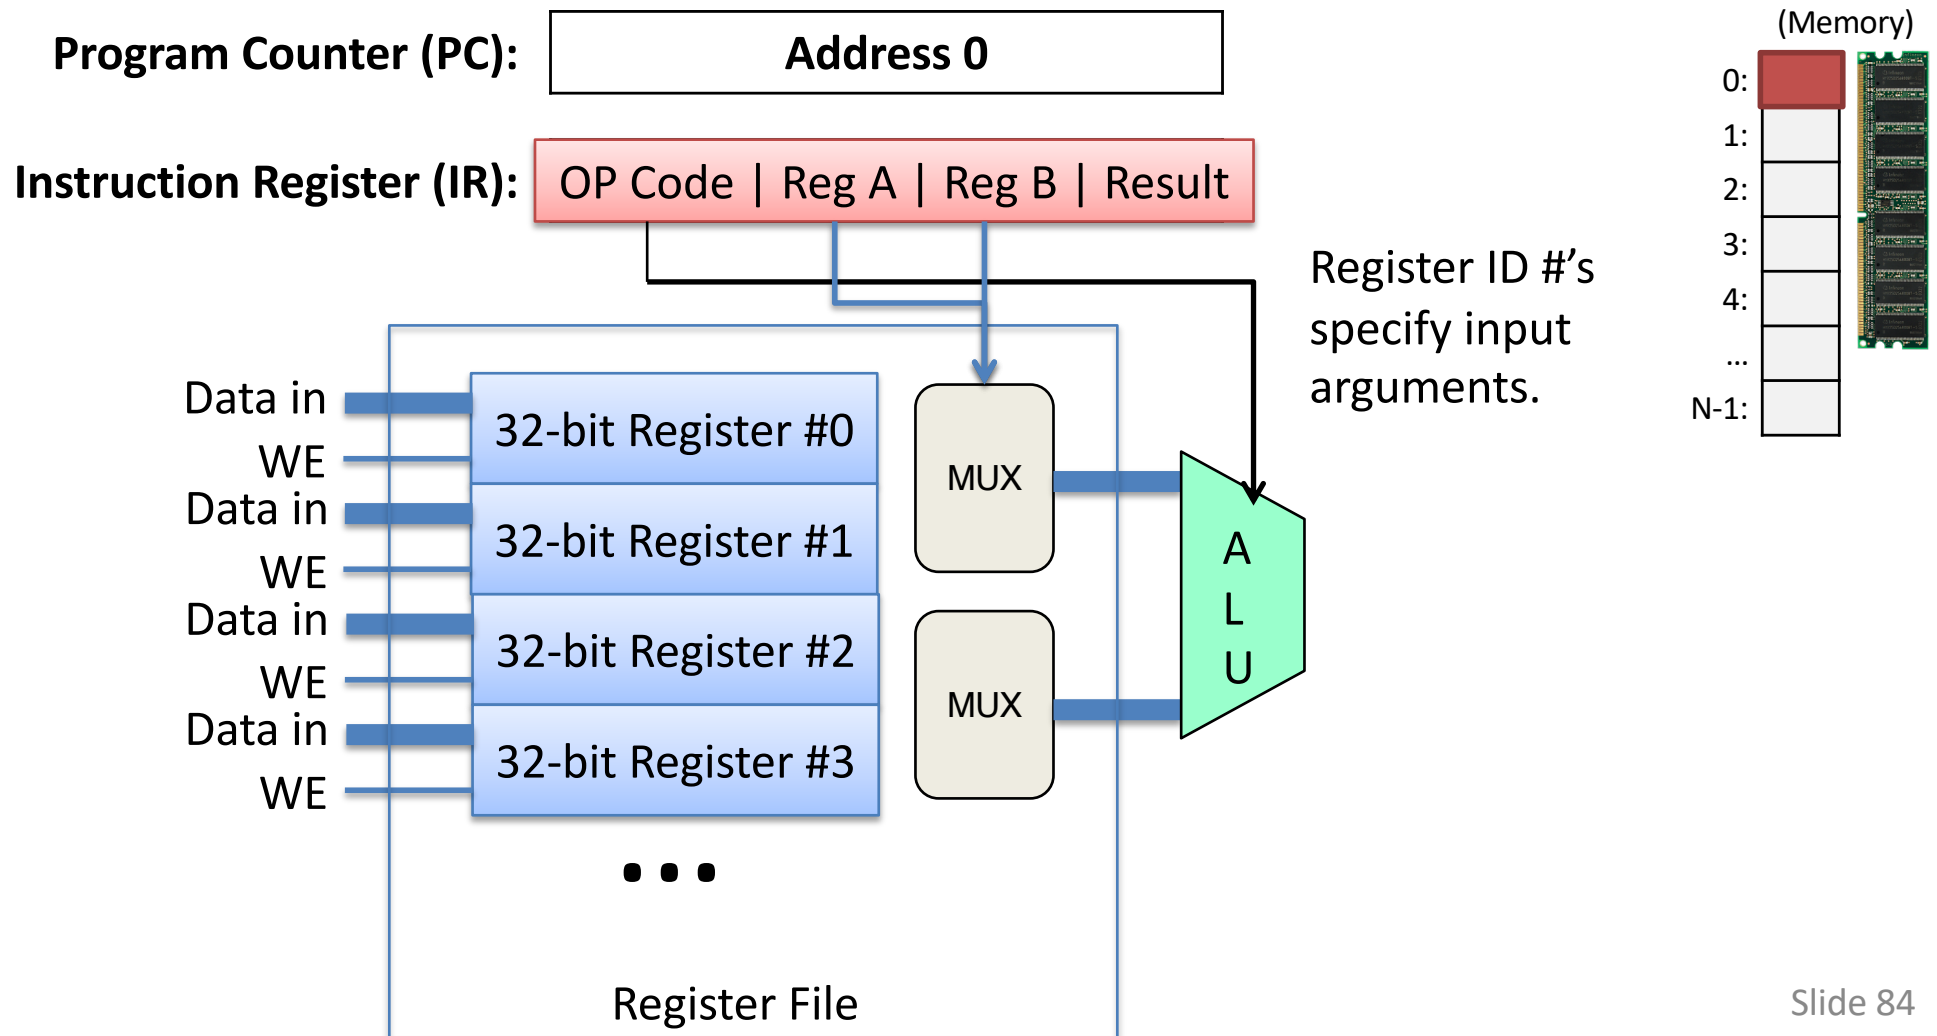 (Memory)
Program Counter (PC):
Address 0
0:
1:
Instruction Register (IR):
OP Code | Reg A | Reg B | Result
2:
3:
4:
...
N-1:
Register ID #'s
specify input
arguments.
Data in
WE
32-bit Register #0
Data in
WE
32-bit Register #1
Data in
WE
32-bit Register #2
Data in
WE
32-bit Register #3
MUX
MUX
A
L
U
...
Register File
Slide 84